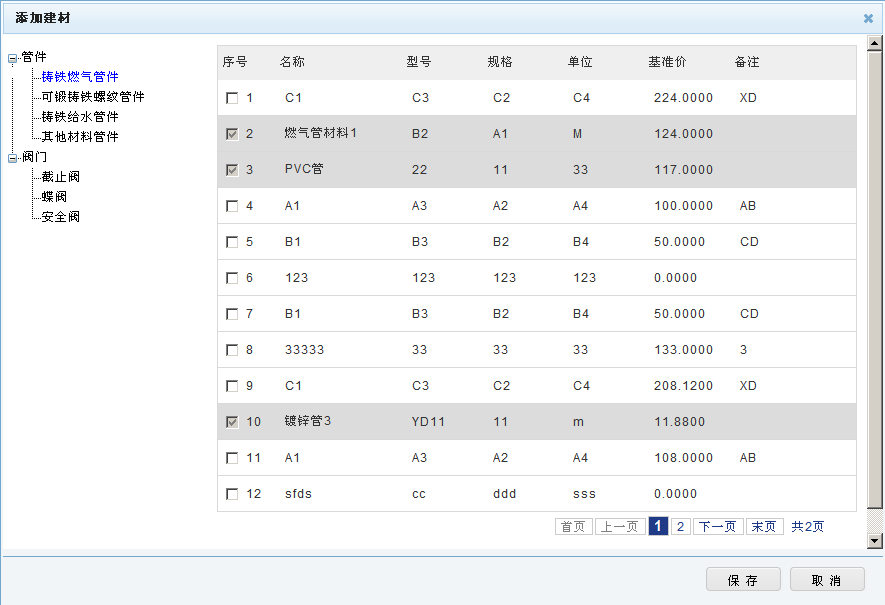 添加建材
管件
铸铁燃气管件
可锻铸铁螺纹管件
铸铁给水管件
其他材料管件
阀门
截止阀
蝶阀
安全阀
序号 名称 型号 规格 单位 基准价 备注
1 C1 C3 C2 C4 224.0000 XD
2 燃气管材料1 B2 A1 M 124.0000
3 PVC管 22 11 33 117.0000
4 A1 A3 A2 A4 100.0000 AB
5 B1 B3 B2 B4 50.0000 CD
6 123 123 123 123 0.0000
7 B1 B3 B2 B4 50.0000 CD
8 33333 33 33 33 133.0000 3
9 C1 C3 C2 C4 208.1200 XD
10 镀锌管3 YD11 11 m 11.8800
11 A1 A3 A2 A4 108.0000 AB
12 sfds cc ddd sss 0.0000
首页 上一页 1 2 下一页 末页 共2页
保 存 取 消